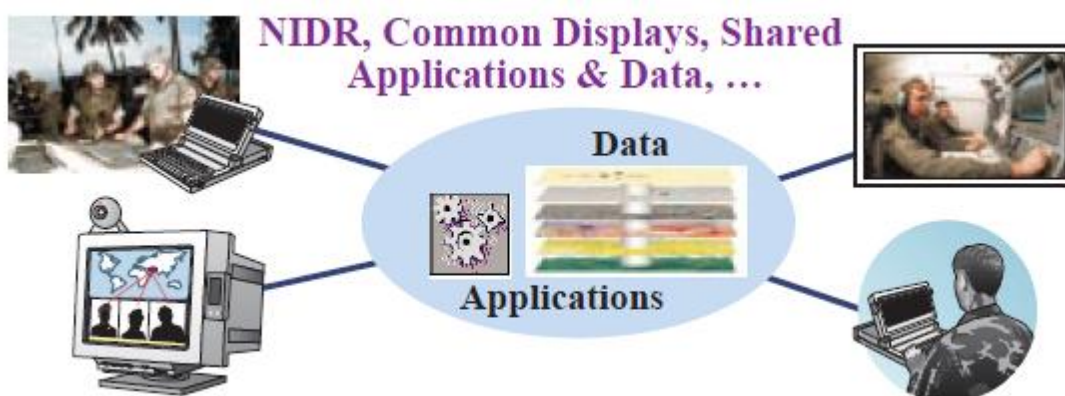 NIDR, Common Displays, Shared
Applications & Data, …
Data
Applications